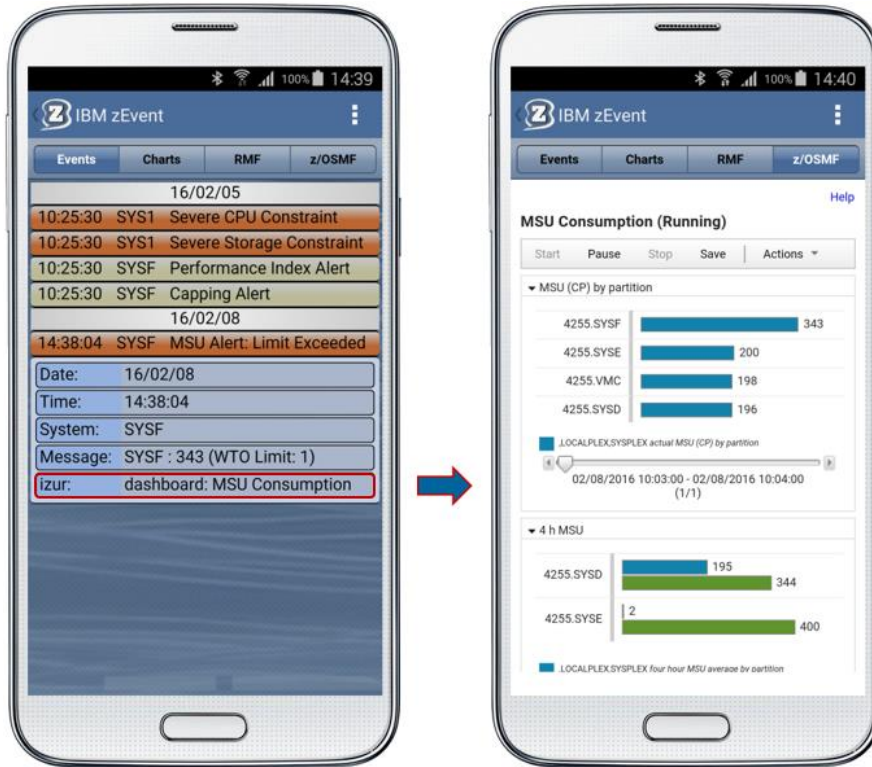 100% 14:39
Z IBM zEvent
Events Charts RMF z/OSMF
16/02/05
10:25:30 SYS1 Severe CPU Constraint
10:25:30 SYS1 Severe Storage Constraint
10:25:30 SYSF Performance Index Alert
10:25:30 SYSF Capping Alert
16/02/08
14:38:04 SYSF MSU Alert: Limit Exceeded
Date: 16/02/08
Time: 14:38:04
System: SYSF
Message: SYSF : 343 (WTO Limit: 1)
izur: dashboard: MSU Consumption
100% 14:40
Z IBM zEvent
Events Charts RMF z/OSMF
Help
MSU Consumption (Running)
Start Pause Stop Save Actions
MSU (CP) by partition
4255.SYSF 343
4255.SYSE 200
4255.VMC 198
4255.SYSD 196
.LOCALPLEX,SYSPLEX actual MSU (CP) by partition
02/08/2016 10:03:00 - 02/08/2016 10:04:00
(1/1)
4 h MSU
4255.SYSD 195
344
4255.SYSE 2
400
.LOCALPLEX,SYSPLEX four hour MSU average by partition